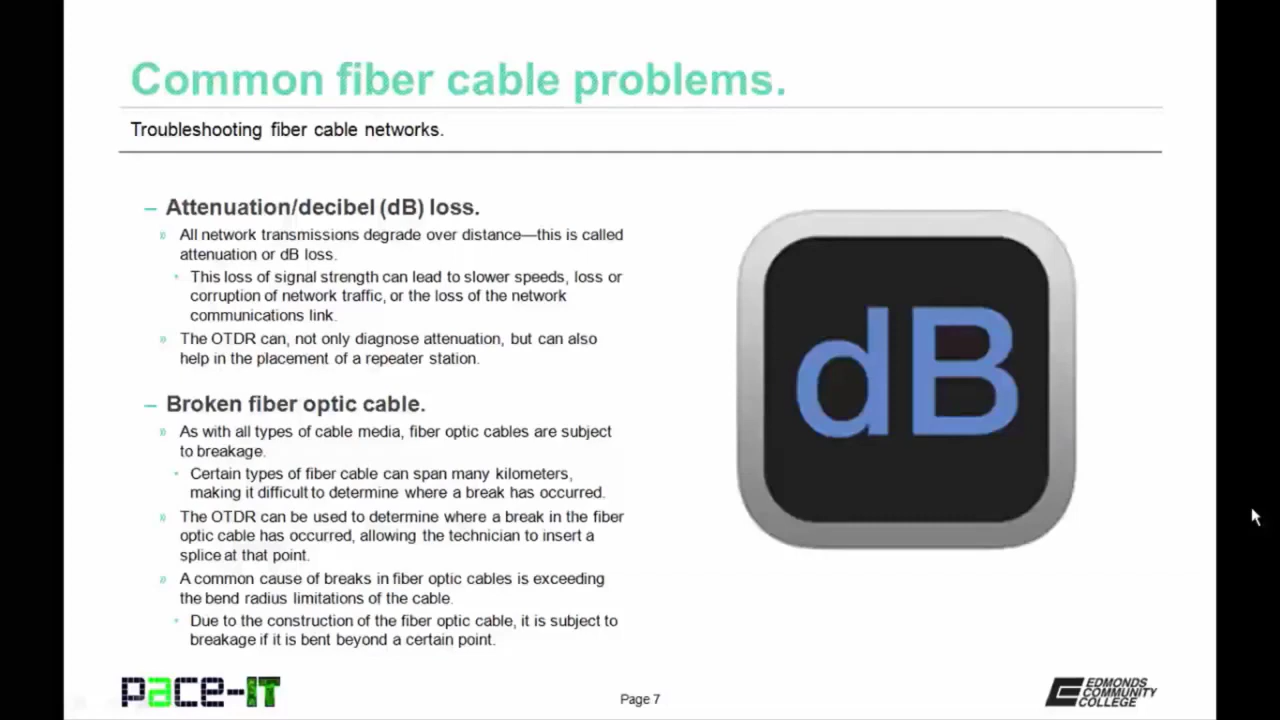 Common fiber cable problems.
Troubleshooting fiber cable networks.
– Attenuation/decibel (dB) loss.
» All network transmissions degrade over distance—this is called
attenuation or dB loss.
• This loss of signal strength can lead to slower speeds, loss or
corruption of network traffic, or the loss of the network
communications link.
» The OTDR can, not only diagnose attenuation, but can also
help in the placement of a repeater station.
– Broken fiber optic cable.
» As with all types of cable media, fiber optic cables are subject
to breakage.
• Certain types of fiber cable can span many kilometers,
making it difficult to determine where a break has occurred.
» The OTDR can be used to determine where a break in the fiber
optic cable has occurred, allowing the technician to insert a
splice at that point.
» A common cause of breaks in fiber optic cables is exceeding
the bend radius limitations of the cable.
• Due to the construction of the fiber optic cable, it is subject to
breakage if it is bent beyond a certain point.
dB
pace-IT
Page 7
EDMONDS
COMMUNITY
COLLEGE